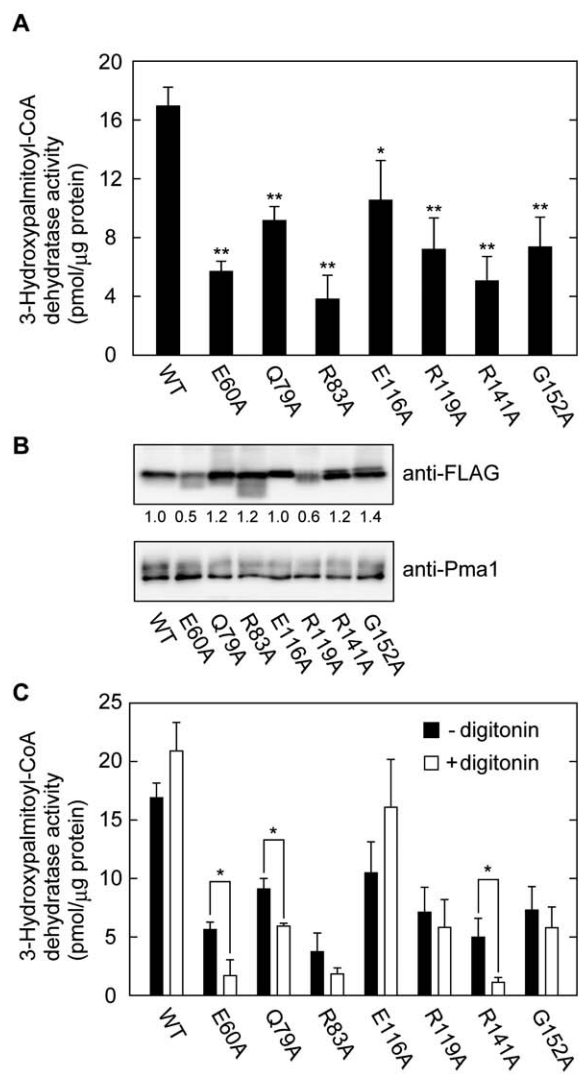 A
3-Hydroxypalmitoyl-CoA
dehydratase activity
(pmol/μg protein)
20
16
12
8
4
0
**
**
**
*
**
**
**
WT
E60A
Q79A
R83A
E116A
R119A
R141A
G152A
B
anti-FLAG
1.0 0.5 1.2 1.2 1.0 0.6 1.2 1.4
anti-Pma1
WT
E60A
Q79A
R83A
E116A
R119A
R141A
G152A
C
3-Hydroxypalmitoyl-CoA
dehydratase activity
(pmol/μg protein)
25
20
15
10
5
0
- digitonin
+ digitonin
*
*
*
WT
E60A
Q79A
R83A
E116A
R119A
R141A
G152A